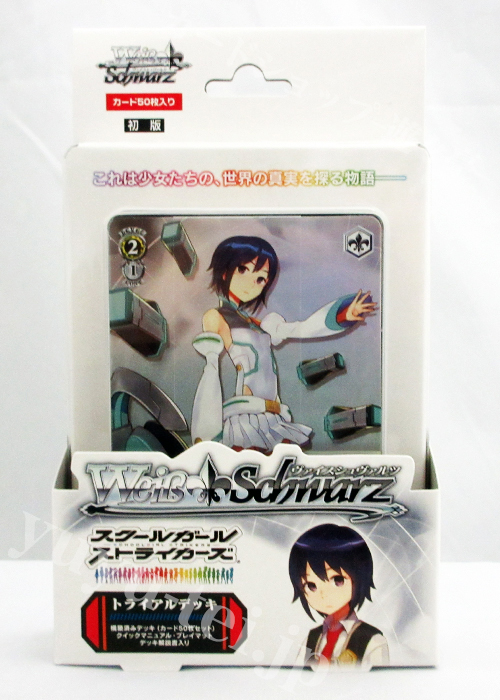 Weiß Schwarz
カード50枚入り
初版
これは少女たちの、世界の真実を探る物語――
2
1
ヴァイスシュヴァルツ
Weiß Schwarz
スクールガール
ストライカーズ
トライアルデッキ
構築済みデッキ(カード50枚セット)
クイックマニュアル・プレイマット
デッキ解説書入り